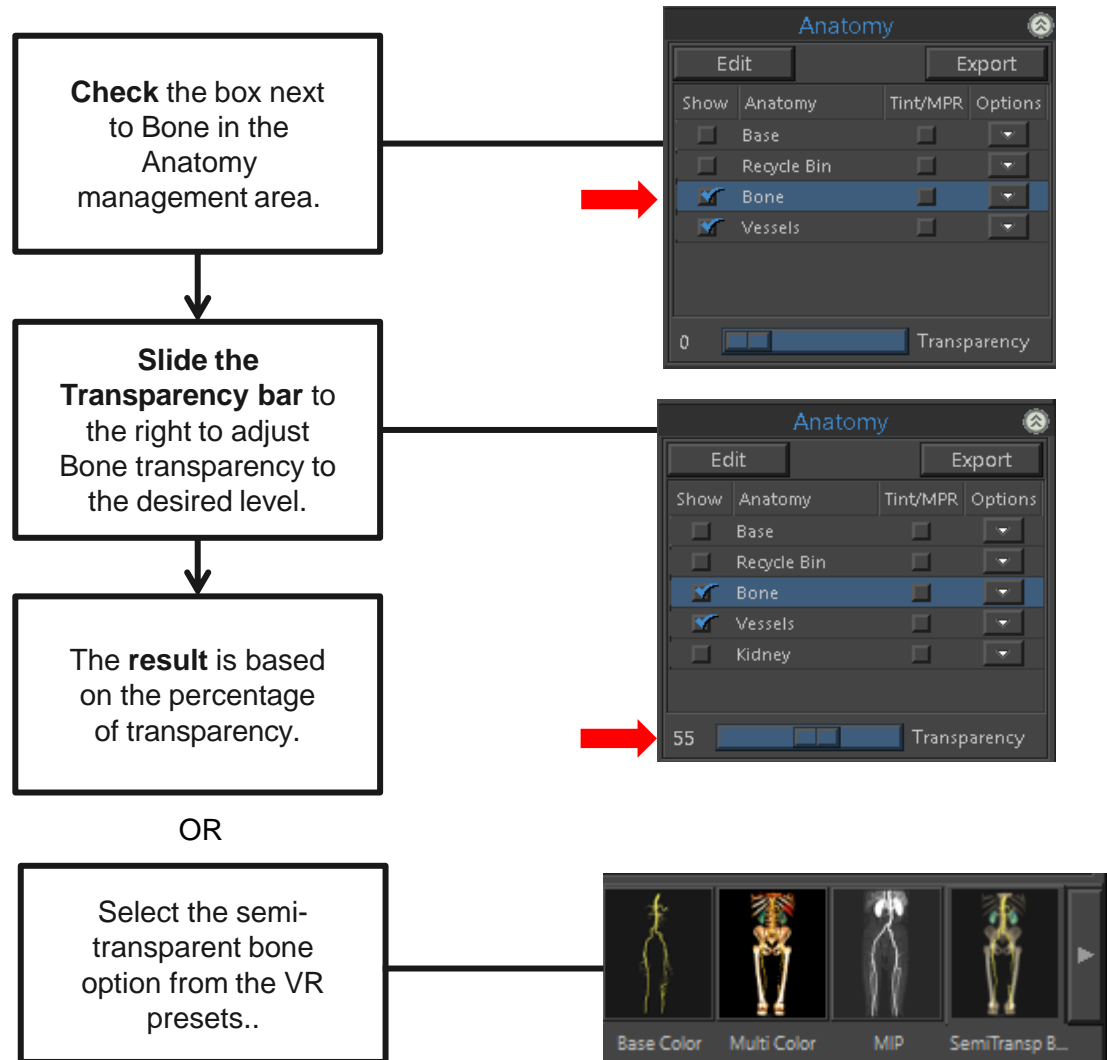 Check the box next
to Bone in the
Anatomy
management area.
Anatomy
Edit Export
Show Anatomy Tint/MPR Options
Base
Recycle Bin
Bone
Vessels
0 Transparency
Slide the
Transparency bar to
the right to adjust
Bone transparency to
the desired level.
Anatomy
Edit Export
Show Anatomy Tint/MPR Options
Base
Recycle Bin
Bone
Vessels
Kidney
55 Transparency
The result is based
on the percentage
of transparency.
OR
Select the semi-
transparent bone
option from the VR
presets..
Base Color Multi Color MIP SemiTransp B...